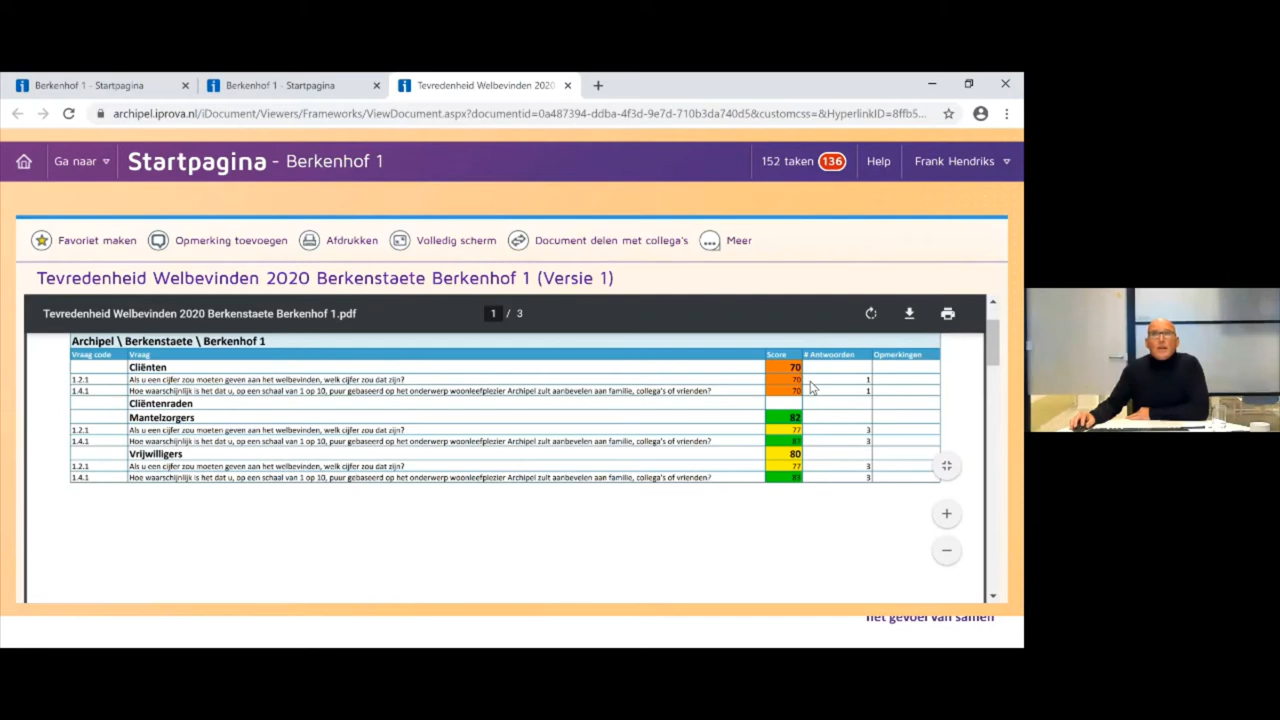 Berkenhof 1 - Startpagina
Berkenhof 1 - Startpagina
Tevredenheid Welbevinden 2020
archipel.iprova.nl/iDocument/Viewers/Frameworks/ViewDocument.aspx?documentid=0a487394-ddba-4f3d-9e7d-710b3da740d5&customcss=&HyperlinkID=8ffb5...
Ga naar Startpagina - Berkenhof 1 152 taken 136 Help Frank Hendriks
Favoriet maken Opmerking toevoegen Afdrukken Volledig scherm Document delen met collega's Meer
Tevredenheid Welbevinden 2020 Berkenstaete Berkenhof 1 (Versie 1)
Tevredenheid Welbevinden 2020 Berkenstaete Berkenhof 1.pdf 1 / 3
Archipel \ Berkenstaete \ Berkenhof 1
Vraag code Vraag Score # Antwoorden Opmerkingen
Cliënten 70
1.2.1 Als u een cijfer zou moeten geven aan het welbevinden, welk cijfer zou dat zijn? 70 1
1.4.1 Hoe waarschijnlijk is het dat u, op een schaal van 1 op 10, puur gebaseerd op het onderwerp woonleefplezier Archipel zult aanbevelen aan familie, collega's of vrienden? 70 1
Cliëntenraden
Mantelzorgers 82
1.2.1 Als u een cijfer zou moeten geven aan het welbevinden, welk cijfer zou dat zijn? 77 3
1.4.1 Hoe waarschijnlijk is het dat u, op een schaal van 1 op 10, puur gebaseerd op het onderwerp woonleefplezier Archipel zult aanbevelen aan familie, collega's of vrienden? 3
Vrijwilligers 80
1.2.1 Als u een cijfer zou moeten geven aan het welbevinden, welk cijfer zou dat zijn? 77 3
1.4.1 Hoe waarschijnlijk is het dat u, op een schaal van 1 op 10, puur gebaseerd op het onderwerp woonleefplezier Archipel zult aanbevelen aan familie, collega's of vrienden? 3
het gevoel van samen